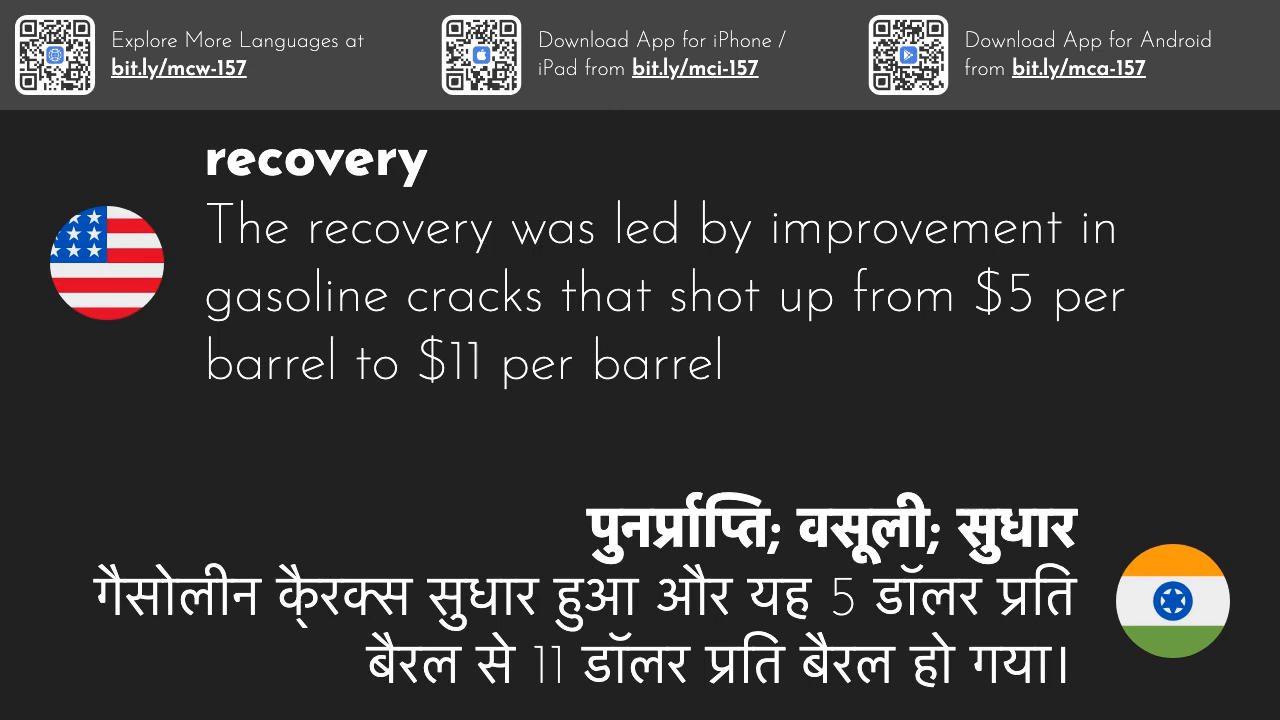 Explore More Languages at
bit.ly/mcw-157
Download App for iPhone /
iPad from bit.ly/mci-157
Download App for Android
from bit.ly/mca-157
recovery
The recovery was led by improvement in
gasoline cracks that shot up from $5 per
barrel to $11 per barrel
पुनर्प्राप्ति; वसूली; सुधार
गैसोलीन कै्रक्स सुधार हुआ और यह 5 डॉलर प्रति
बैरल से 11 डॉलर प्रति बैरल हो गया।